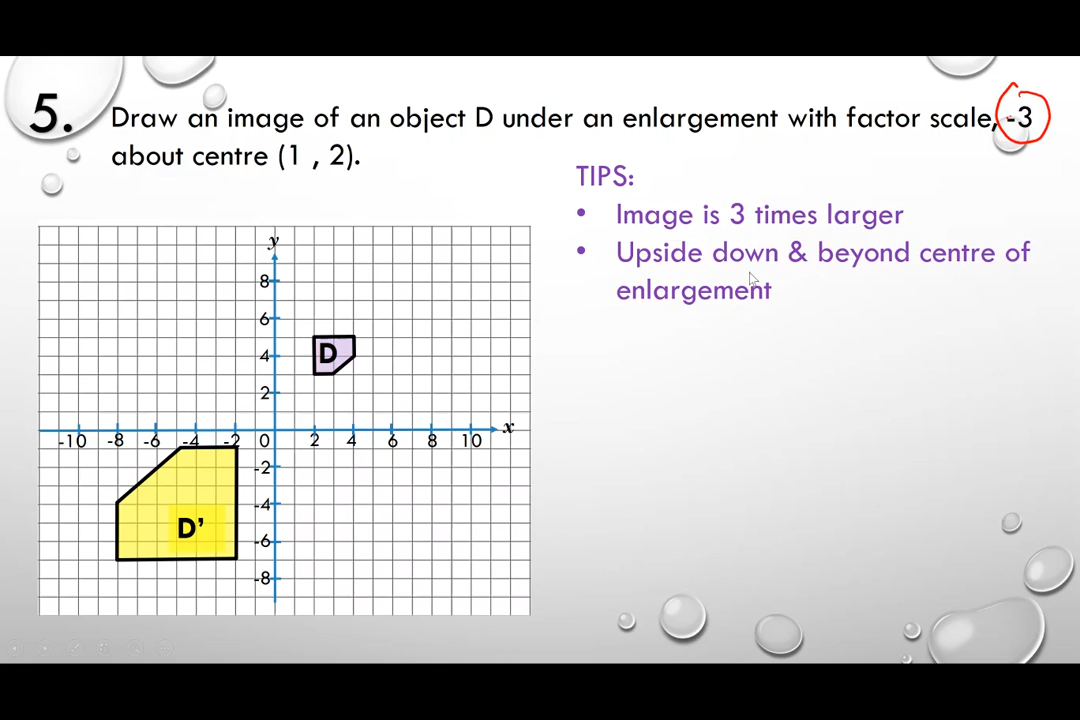 5.
Draw an image of an object D under an enlargement with factor scale, -3
about centre (1 , 2).
TIPS:
• Image is 3 times larger
• Upside down & beyond centre of
enlargement
y
8
6
4
2
D
-10 -8 -6 -4 -2 0 2 4 6 8 10 x
-2
-4
D’
-6
-8